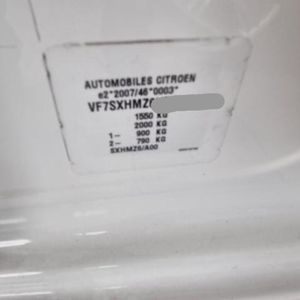 AUTOMOBILES CITROEN
e2*2007/46*0003*
VF7SXHMZ6
1550 KG
2000 KG
1- 900 KG
2- 790 KG
SXHMZ6/A00